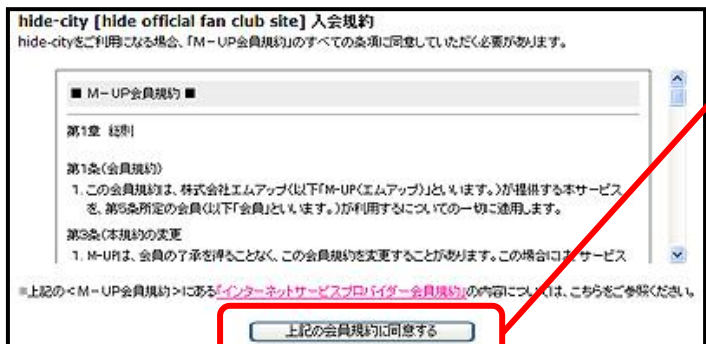 hide-city [hide official fan club site] 入会規約
hide-cityをご利用になる場合、「M－UP会員規約」のすべての条項に同意していただく必要があります。
■ M－UP会員規約 ■
第1章 総則
第1条(会員規約)
1. この会員規約は、株式会社エムアップ(以下「M-UP(エムアップ)」といいます。)が提供する本サービス
を、第5条所定の会員(以下「会員」といいます。)が利用するについての一切に適用します。
第3条(本規約の変更
1. M-UPは、会員の了承を得ることなく、この会員規約を変更することがあります。この場合には サービス
※上記の<M－UP会員規約>にある「インターネットサービスプロバイダー会員規約」の内容については、こちらをご参照ください。
上記の会員規約に同意する